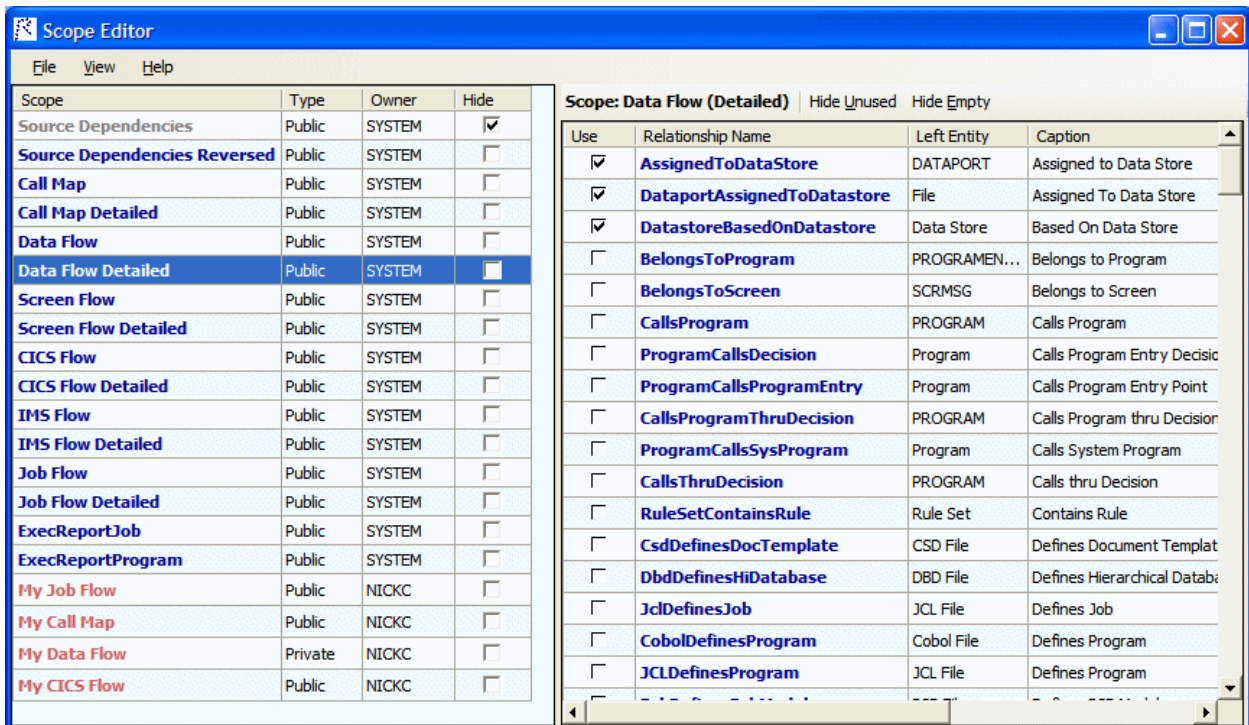 Scope Editor
File View Help
Scope Type Owner Hide
Source Dependencies Public SYSTEM
Source Dependencies Reversed Public SYSTEM
Call Map Public SYSTEM
Call Map Detailed Public SYSTEM
Data Flow Public SYSTEM
Data Flow Detailed Public SYSTEM
Screen Flow Public SYSTEM
Screen Flow Detailed Public SYSTEM
CICS Flow Public SYSTEM
CICS Flow Detailed Public SYSTEM
IMS Flow Public SYSTEM
IMS Flow Detailed Public SYSTEM
Job Flow Public SYSTEM
Job Flow Detailed Public SYSTEM
ExecReportJob Public SYSTEM
ExecReportProgram Public SYSTEM
My Job Flow Public NICKC
My Call Map Public NICKC
My Data Flow Private NICKC
My CICS Flow Public NICKC
Scope: Data Flow (Detailed) Hide Unused Hide Empty
Use Relationship Name Left Entity Caption
AssignedToDataStore DATAPORT Assigned to Data Store
DataportAssignedToDatastore File Assigned To Data Store
DatastoreBasedOnDatastore Data Store Based On Data Store
BelongsToProgram PROGRAMEN... Belongs to Program
BelongsToScreen SCRMSG Belongs to Screen
CallsProgram PROGRAM Calls Program
ProgramCallsDecision Program Calls Program Entry Decisio
ProgramCallsProgramEntry Program Calls Program Entry Point
CallsProgramThruDecision PROGRAM Calls Program thru Decision
ProgramCallsSysProgram Program Calls System Program
CallsThruDecision PROGRAM Calls thru Decision
RuleSetContainsRule Rule Set Contains Rule
CsdDefinesDocTemplate CSD File Defines Document Templat
DbdDefinesHiDatabase DBD File Defines Hierarchical Databa
JclDefinesJob JCL File Defines Job
CobolDefinesProgram Cobol File Defines Program
JCLDefinesProgram JCL File Defines Program